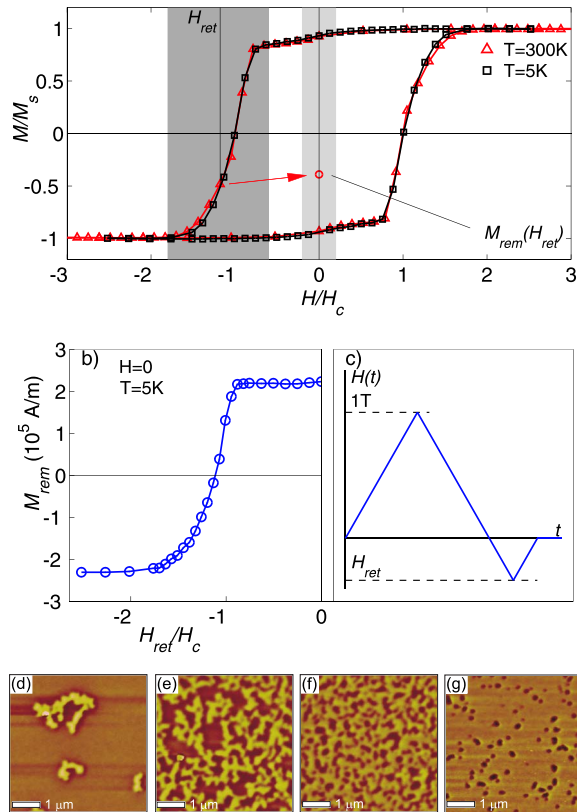 H_ret
M/M_s
1
0.5
0
-0.5
-1
T=300K
T=5K
M_rem(H_ret)
-3 -2 -1 0 1 2 3
H/H_c
b)
H=0
T=5K
M_rem (10^5 A/m)
3
2
1
0
-1
-2
-3
-2 -1 0
H_ret/H_c
c)
H(t)
1T
t
H_ret
(d) (e) (f) (g)
1 µm 1 µm 1 µm 1 µm